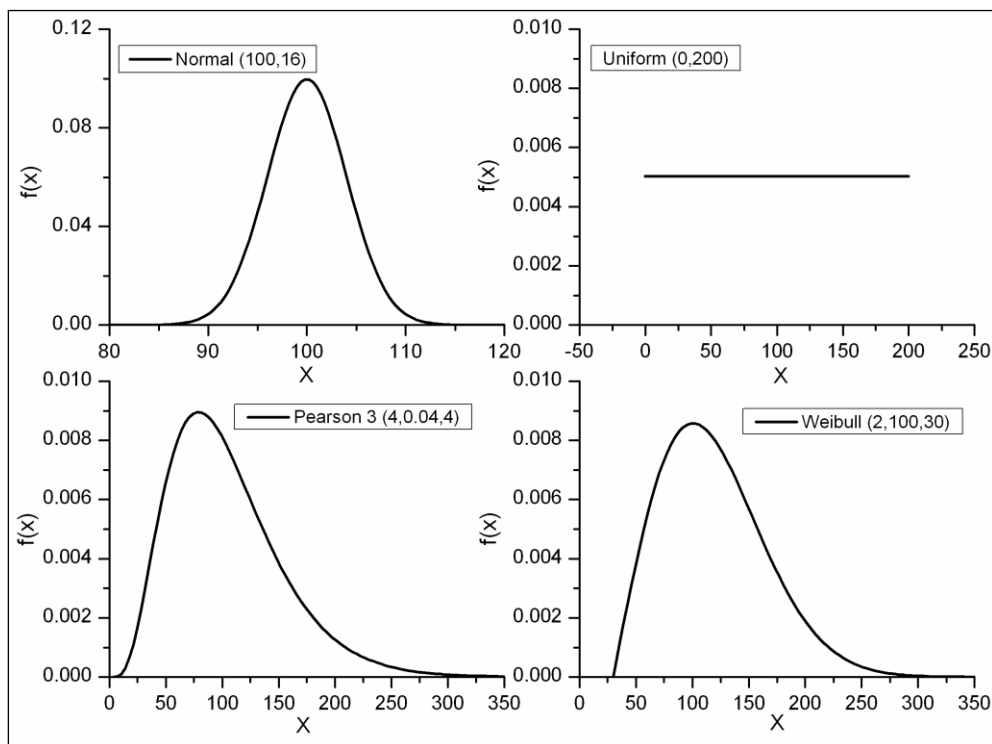 0.12
Normal (100,16)
0.08
f(x)
0.04
0.00
80 90 100 110 120
X
0.010
Uniform (0,200)
0.008
0.006
f(x)
0.004
0.002
0.000
-50 0 50 100 150 200 250
X
0.010
Pearson 3 (4,0.04,4)
0.008
0.006
f(x)
0.004
0.002
0.000
0 50 100 150 200 250 300 350
X
0.010
Weibull (2,100,30)
0.008
0.006
f(x)
0.004
0.002
0.000
0 50 100 150 200 250 300 350
X